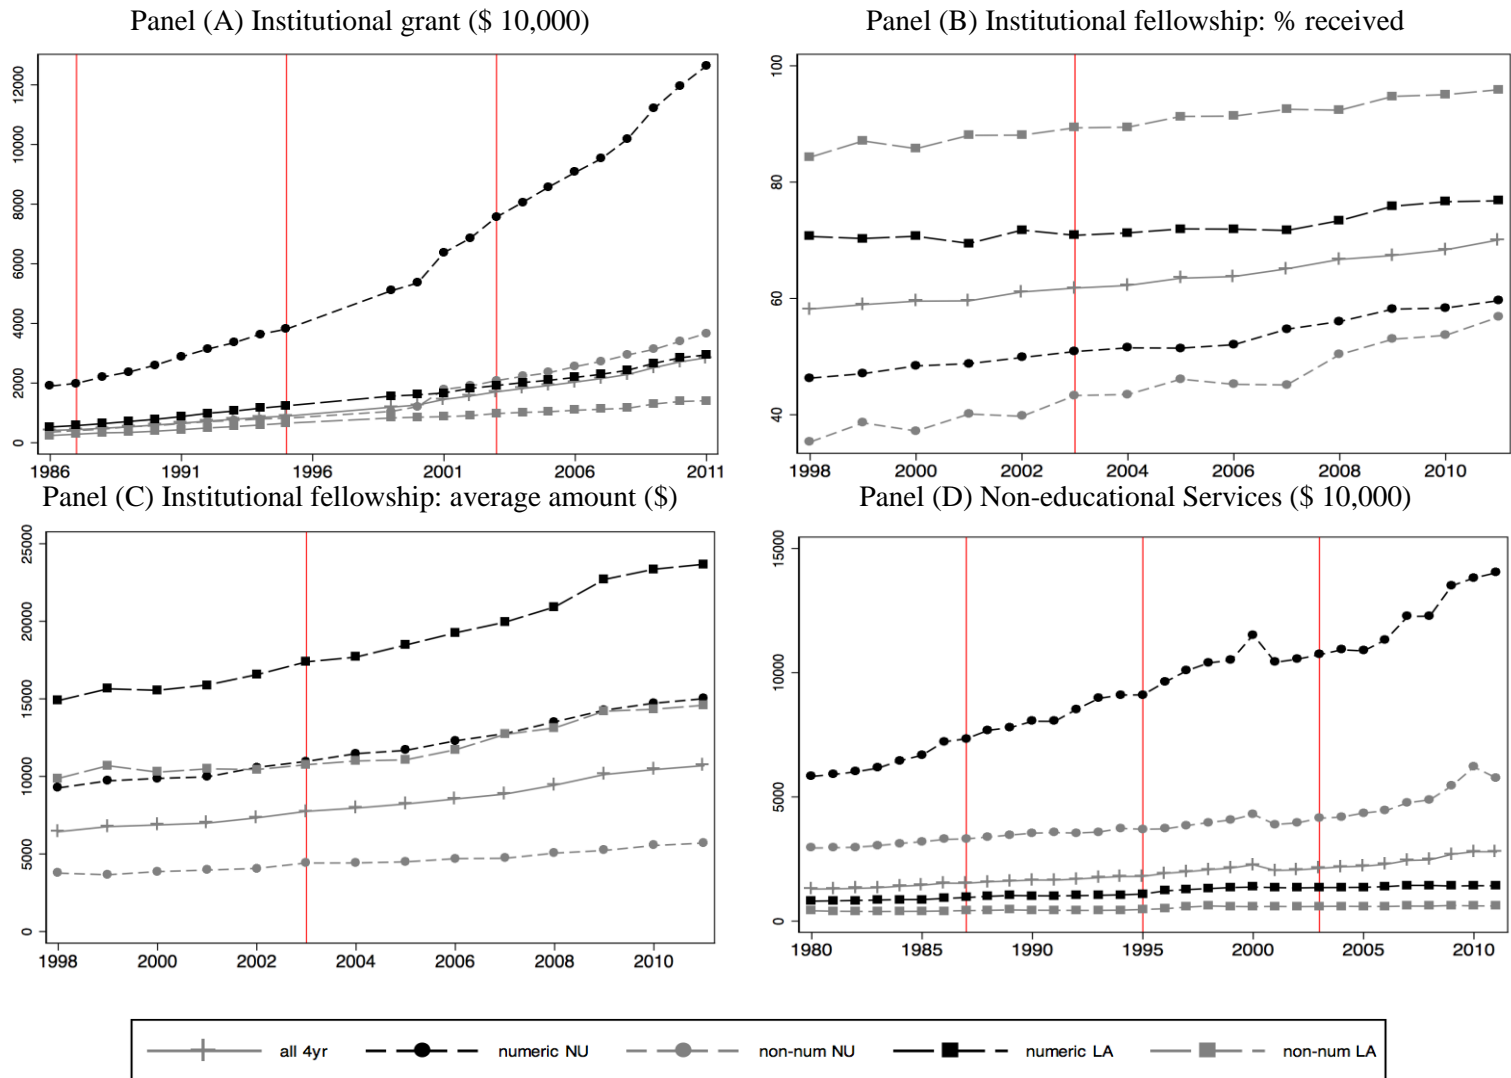 Panel (A) Institutional grant ($ 10,000)
Panel (B) Institutional fellowship: % received
12000
10000
8000
6000
4000
2000
0
1986 1991 1996 2001 2006 2011
100
80
60
40
1998 2000 2002 2004 2006 2008 2010
Panel (C) Institutional fellowship: average amount ($)
Panel (D) Non-educational Services ($ 10,000)
25000
20000
15000
10000
5000
0
1998 2000 2002 2004 2006 2008 2010
15000
10000
5000
0
1980 1985 1990 1995 2000 2005 2010
all 4yr numeric NU non-num NU numeric LA non-num LA